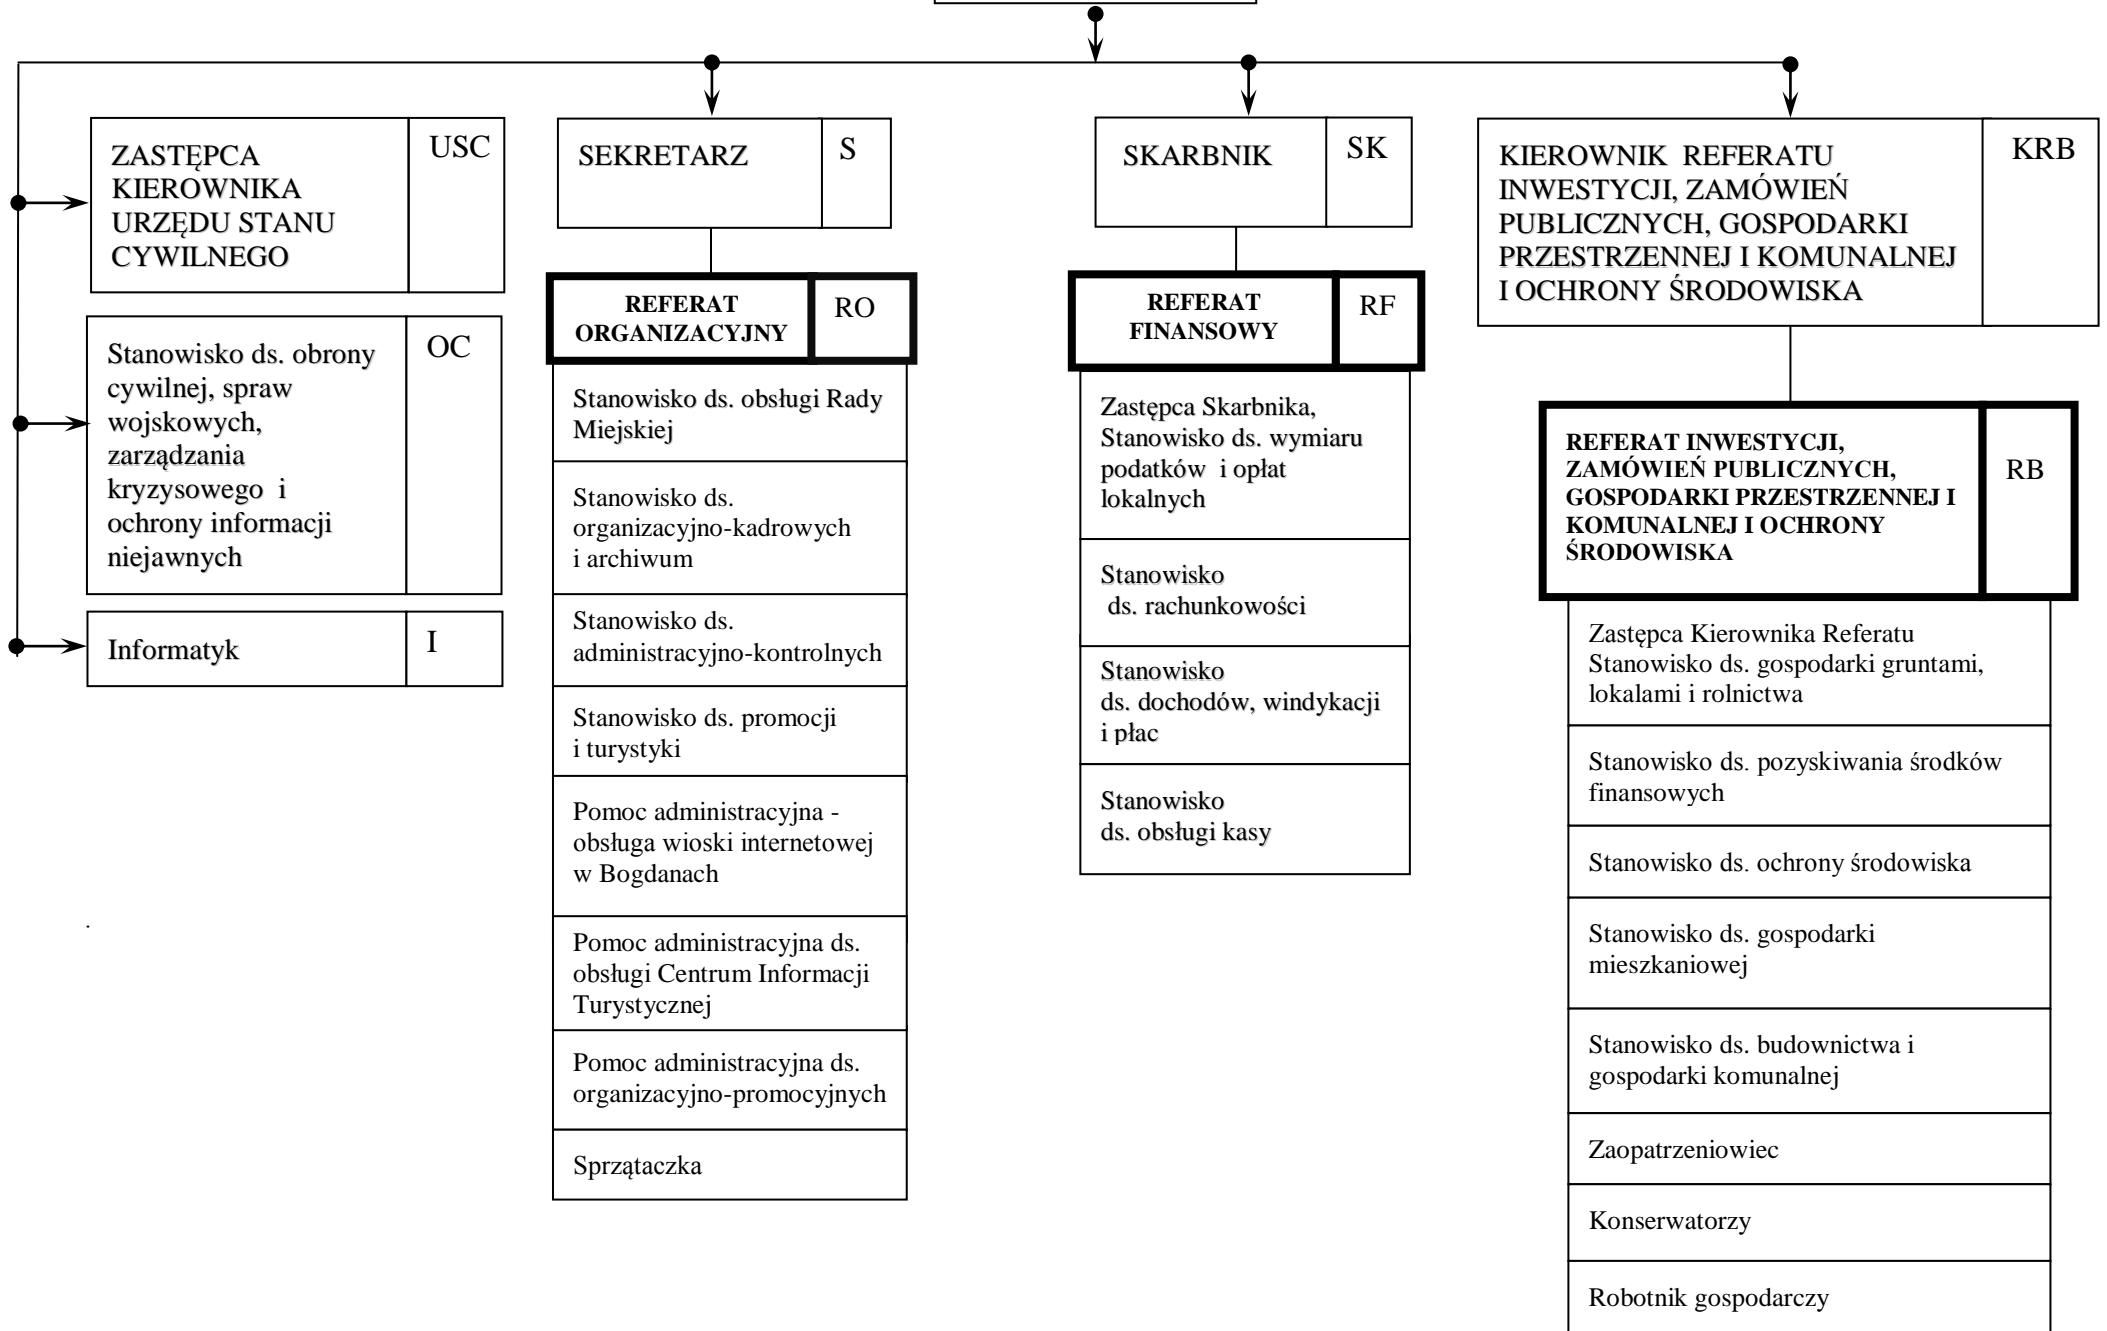 ZASTĘPCA
KIEROWNIKA
URZĘDU STANU
CYWILNEGO
USC
Stanowisko ds. obrony
cywilnej, spraw
wojskowych,
zarządzania
kryzysowego i
ochrony informacji
niejawnych
OC
Informatyk
I
.
SEKRETARZ
S
REFERAT
ORGANIZACYJNY
RO
Stanowisko ds. obsługi Rady
Miejskiej
Stanowisko ds.
organizacyjno-kadrowych
i archiwum
Stanowisko ds.
administracyjno-kontrolnych
Stanowisko ds. promocji
i turystyki
Pomoc administracyjna -
obsługa wioski internetowej
w Bogdanach
Pomoc administracyjna ds.
obsługi Centrum Informacji
Turystycznej
Pomoc administracyjna ds.
organizacyjno-promocyjnych
Sprzątaczka
SKARBNIK
SK
REFERAT
FINANSOWY
RF
Zastępca Skarbnika,
Stanowisko ds. wymiaru
podatków i opłat
lokalnych
Stanowisko
ds. rachunkowości
Stanowisko
ds. dochodów, windykacji
i płac
Stanowisko
ds. obsługi kasy
KIEROWNIK REFERATU
INWESTYCJI, ZAMÓWIEŃ
PUBLICZNYCH, GOSPODARKI
PRZESTRZENNEJ I KOMUNALNEJ
I OCHRONY ŚRODOWISKA
KRB
REFERAT INWESTYCJI,
ZAMÓWIEŃ PUBLICZNYCH,
GOSPODARKI PRZESTRZENNEJ I
KOMUNALNEJ I OCHRONY
ŚRODOWISKA
RB
Zastępca Kierownika Referatu
Stanowisko ds. gospodarki gruntami,
lokalami i rolnictwa
Stanowisko ds. pozyskiwania środków
finansowych
Stanowisko ds. ochrony środowiska
Stanowisko ds. gospodarki
mieszkaniowej
Stanowisko ds. budownictwa i
gospodarki komunalnej
Zaopatrzeniowiec
Konserwatorzy
Robotnik gospodarczy